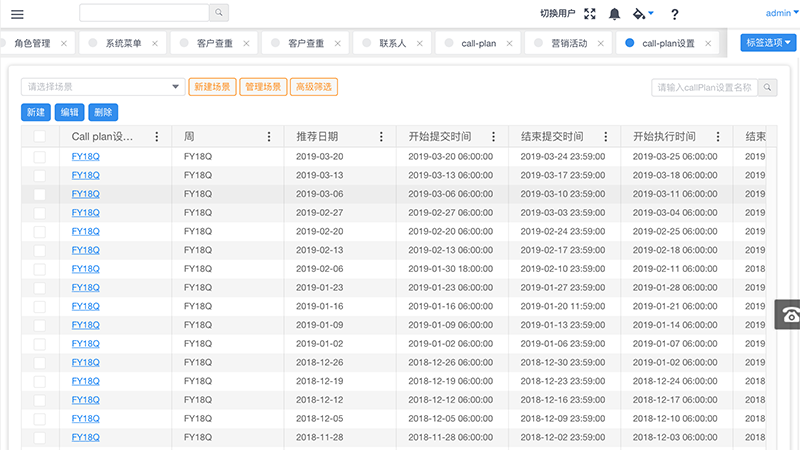 切换用户 ? admin
角色管理 × 系统菜单 × 客户查重 × 客户查重 × 联系人 × call-plan × 营销活动 × call-plan设置 × 标签选项
请选择场景 新建场景 管理场景 高级筛选 请输入callPlan设置名称
新建 编辑 删除
Call plan设... 周 推荐日期 开始提交时间 结束提交时间 开始执行时间 结束
FY18Q FY18Q 2019-03-20 2019-03-20 06:00:00 2019-03-24 23:59:00 2019-03-25 06:00:00 2019
FY18Q FY18Q 2019-03-13 2019-03-13 06:00:00 2019-03-17 23:59:00 2019-03-18 06:00:00 2019
FY18Q FY18Q 2019-03-06 2019-03-06 06:00:00 2019-03-10 23:59:00 2019-03-11 06:00:00 2019
FY18Q FY18Q 2019-02-27 2019-02-27 06:00:00 2019-03-03 23:59:00 2019-03-04 06:00:00 2019
FY18Q FY18Q 2019-02-20 2019-02-20 06:00:00 2019-02-24 23:59:00 2019-02-25 06:00:00 2019
FY18Q FY18Q 2019-02-13 2019-02-13 06:00:00 2019-02-17 23:59:00 2019-02-18 06:00:00 2019
FY18Q FY18Q 2019-02-06 2019-01-30 18:00:00 2019-02-10 23:59:00 2019-02-11 06:00:00 2018
FY18Q FY18Q 2019-01-23 2019-01-23 06:00:00 2019-01-27 23:59:00 2019-01-28 06:00:00 2019
FY18Q FY18Q 2019-01-16 2019-01-16 06:00:00 2019-01-20 11:59:00 2019-01-21 06:00:00 2019
FY18Q FY18Q 2019-01-09 2019-01-09 06:00:00 2019-01-13 23:59:00 2019-01-14 06:00:00 2019
FY18Q FY18Q 2019-01-02 2019-01-02 06:00:00 2019-01-06 23:59:00 2019-01-07 06:00:00 2019
FY18Q FY18Q 2018-12-26 2018-12-26 06:00:00 2018-12-30 23:59:00 2019-01-02 06:00:00 2018
FY18Q FY18Q 2018-12-19 2018-12-19 06:00:00 2018-12-23 23:59:00 2018-12-24 06:00:00 2018
FY18Q FY18Q 2018-12-12 2018-12-12 06:00:00 2018-12-16 23:59:00 2018-12-17 06:00:00 2018
FY18Q FY18Q 2018-12-05 2018-12-05 06:00:00 2018-12-09 23:59:00 2018-12-10 06:00:00 2018
FY18Q FY18Q 2018-11-28 2018-11-28 06:00:00 2018-12-02 23:59:00 2018-12-03 06:00:00 2018